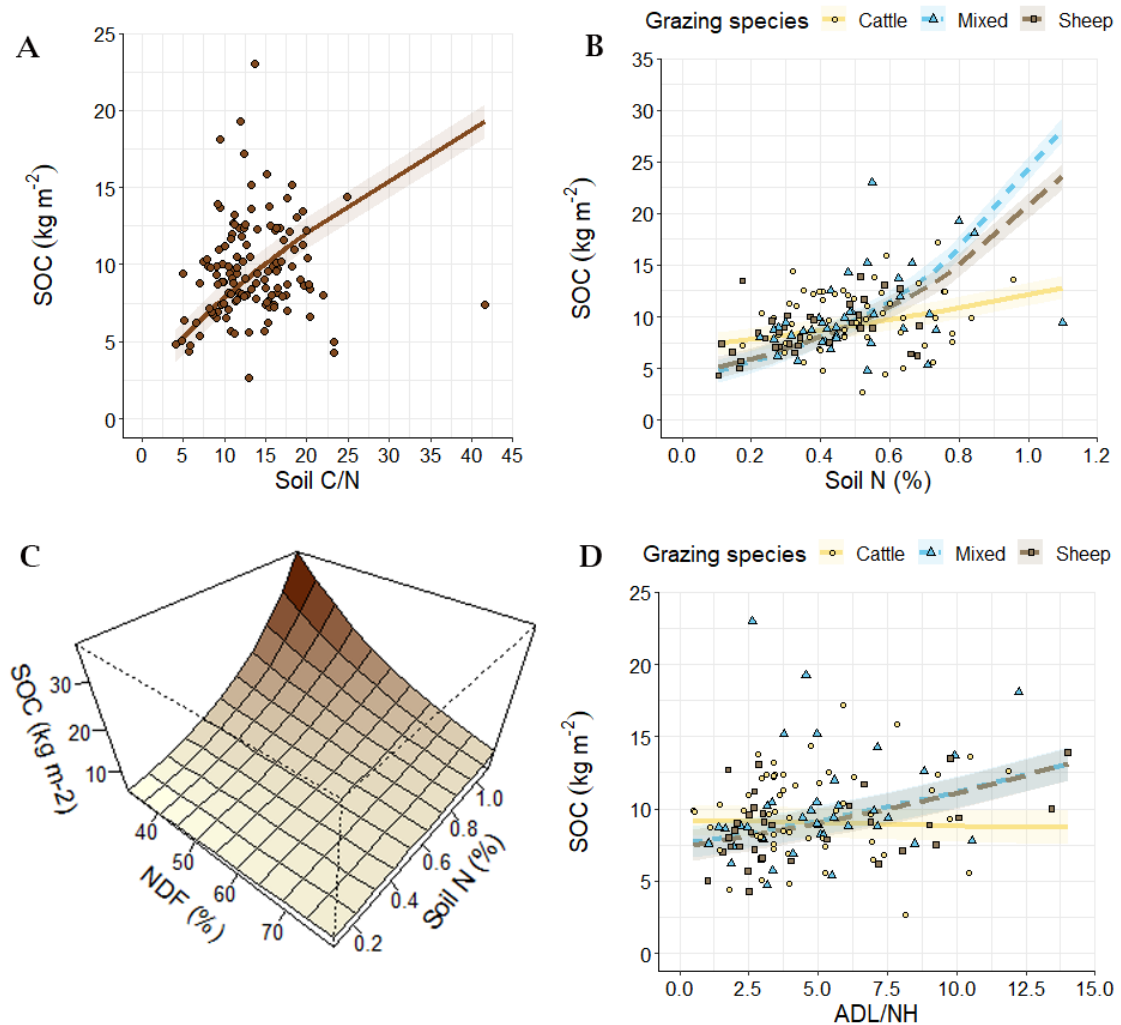 A
SOC (kg m-2)
25
20
15
10
5
0
0 5 10 15 20 25 30 35 40 45
Soil C/N
B
Grazing species Cattle Mixed Sheep
SOC (kg m-2)
35
30
25
20
15
10
5
0
0.0 0.2 0.4 0.6 0.8 1.0 1.2
Soil N (%)
C
SOC (kg m-2)
30
20
10
40
50
60
70
NDF (%)
0.2
0.4
0.6
0.8
1.0
Soil N (%)
D
Grazing species Cattle Mixed Sheep
SOC (kg m-2)
25
20
15
10
5
0
0.0 2.5 5.0 7.5 10.0 12.5 15.0
ADL/NH